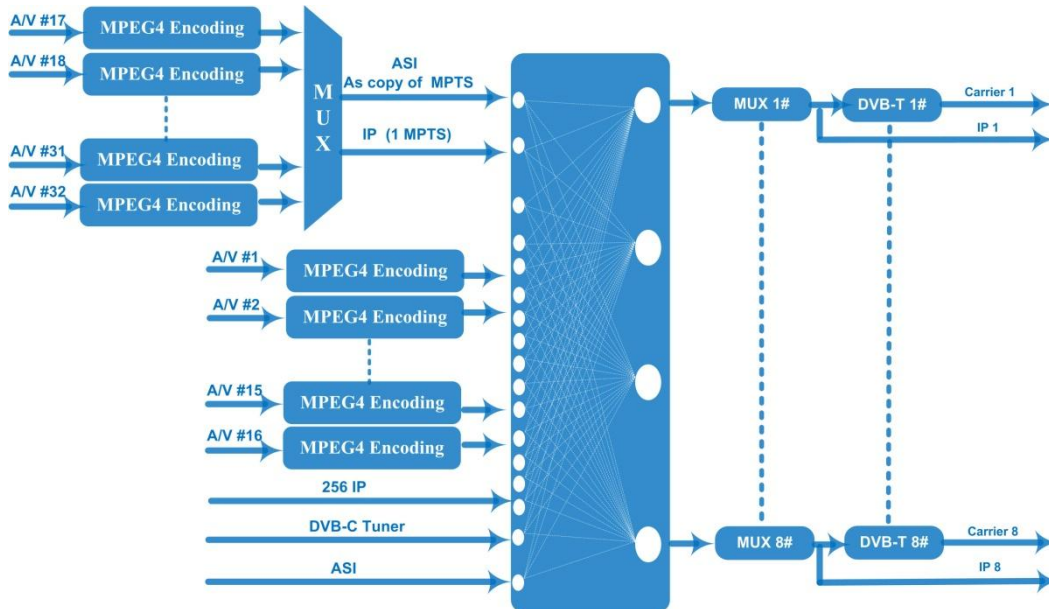 A/V #17
MPEG4 Encoding
A/V #18
MPEG4 Encoding
A/V #31
MPEG4 Encoding
A/V #32
MPEG4 Encoding
M
U
X
ASI
As copy of MPTS
IP (1 MPTS)
A/V #1
MPEG4 Encoding
A/V #2
MPEG4 Encoding
A/V #15
MPEG4 Encoding
A/V #16
MPEG4 Encoding
256 IP
DVB-C Tuner
ASI
MUX 1#
DVB-T 1#
Carrier 1
IP 1
MUX 8#
DVB-T 8#
Carrier 8
IP 8